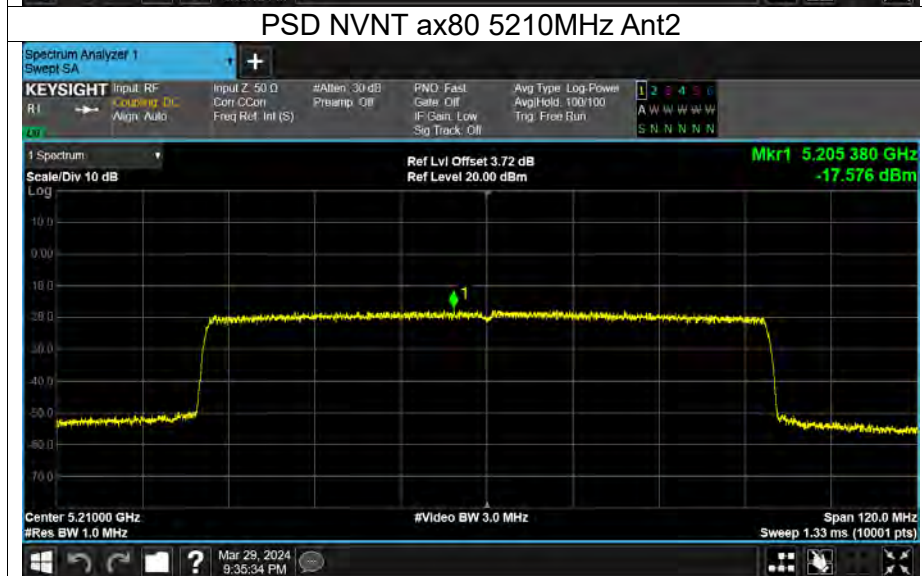 PSD NVNT ax80 5210MHz Ant2
Spectrum Analyzer 1
Swept SA
+
KEYSIGHT Input: RF
RL
Coupling: DC
Align: Auto
Input Z: 50 Ω
Corr CCorr
Freq Ref: Int (S)
#Atten: 30 dB
Preamp: Off
PNO: Fast
Gate: Off
IF Gain: Low
Sig Track: Off
Avg Type: Log-Power
Avg|Hold: 100/100
Trig: Free Run
1 2 3 4 5 6
A W W W W W
S N N N N N
1 Spectrum
Scale/Div 10 dB
Ref Lvl Offset 3.72 dB
Ref Level 20.00 dBm
Mkr1 5.205 380 GHz
-17.576 dBm
Log
10.0
0.00
-10.0
1
-20.0
-30.0
-40.0
-50.0
-60.0
-70.0
Center 5.21000 GHz
#Video BW 3.0 MHz
Span 120.0 MHz
#Res BW 1.0 MHz
Sweep 1.33 ms (10001 pts)
?
Mar 29, 2024
9:35:34 PM